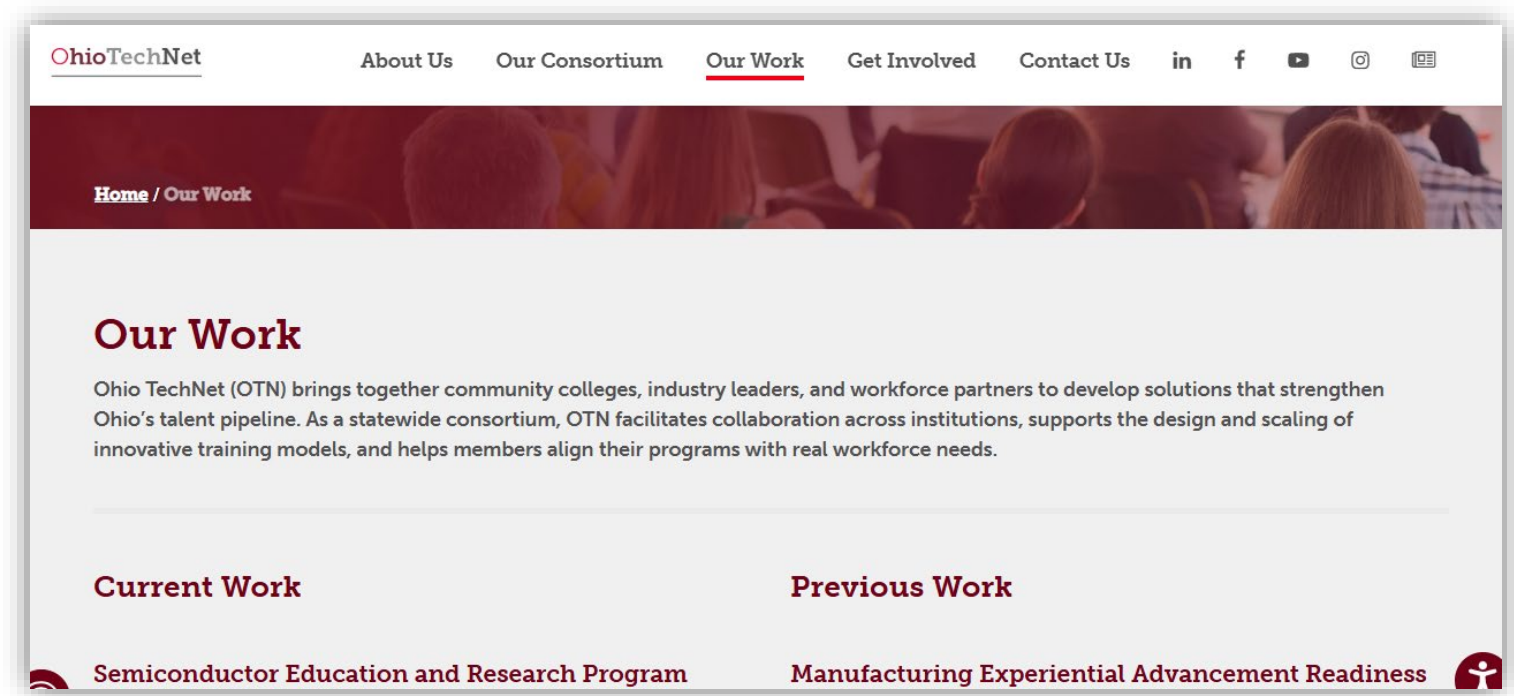 OhioTechNet
About Us Our Consortium Our Work Get Involved Contact Us
Home / Our Work
Our Work
Ohio TechNet (OTN) brings together community colleges, industry leaders, and workforce partners to develop solutions that strengthen
Ohio’s talent pipeline. As a statewide consortium, OTN facilitates collaboration across institutions, supports the design and scaling of
innovative training models, and helps members align their programs with real workforce needs.
Current Work
Semiconductor Education and Research Program
Previous Work
Manufacturing Experiential Advancement Readiness